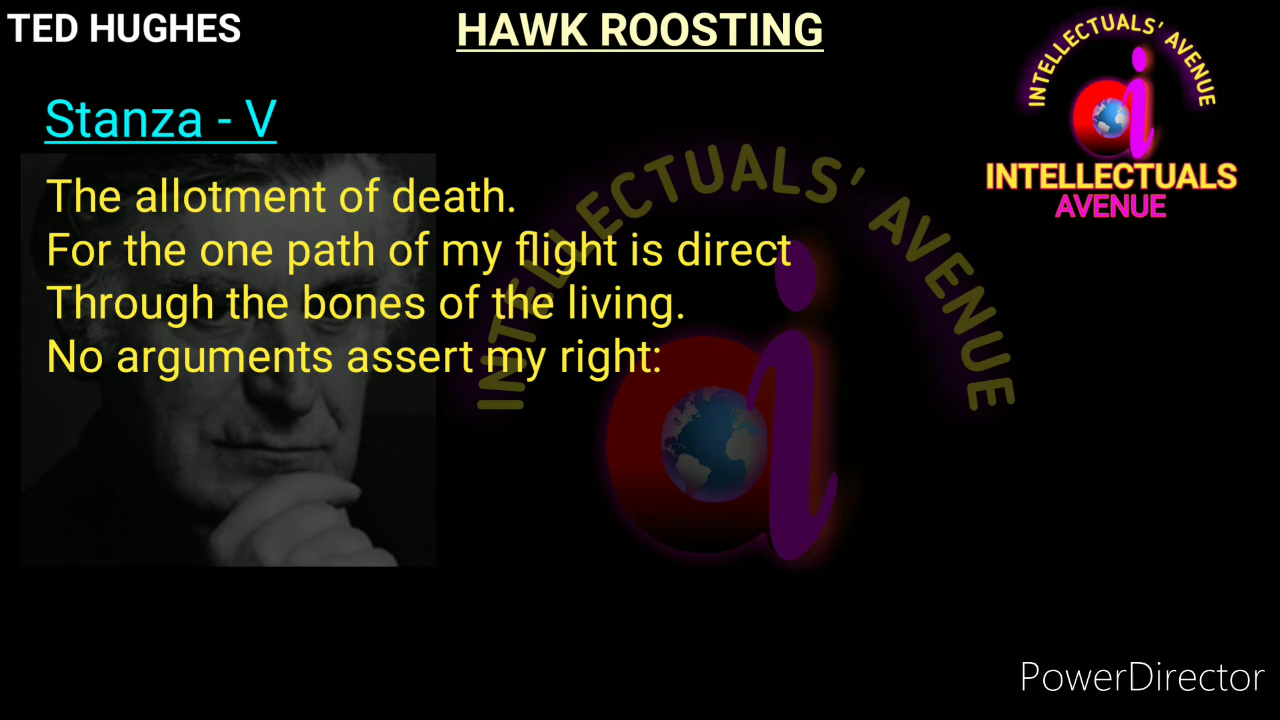 TED HUGHES
HAWK ROOSTING
INTELLECTUALS' AVENUE
INTELLECTUALS
AVENUE
Stanza - V
The allotment of death.
For the one path of my flight is direct
Through the bones of the living.
No arguments assert my right:
INTELLECTUALS' AVENUE
PowerDirector